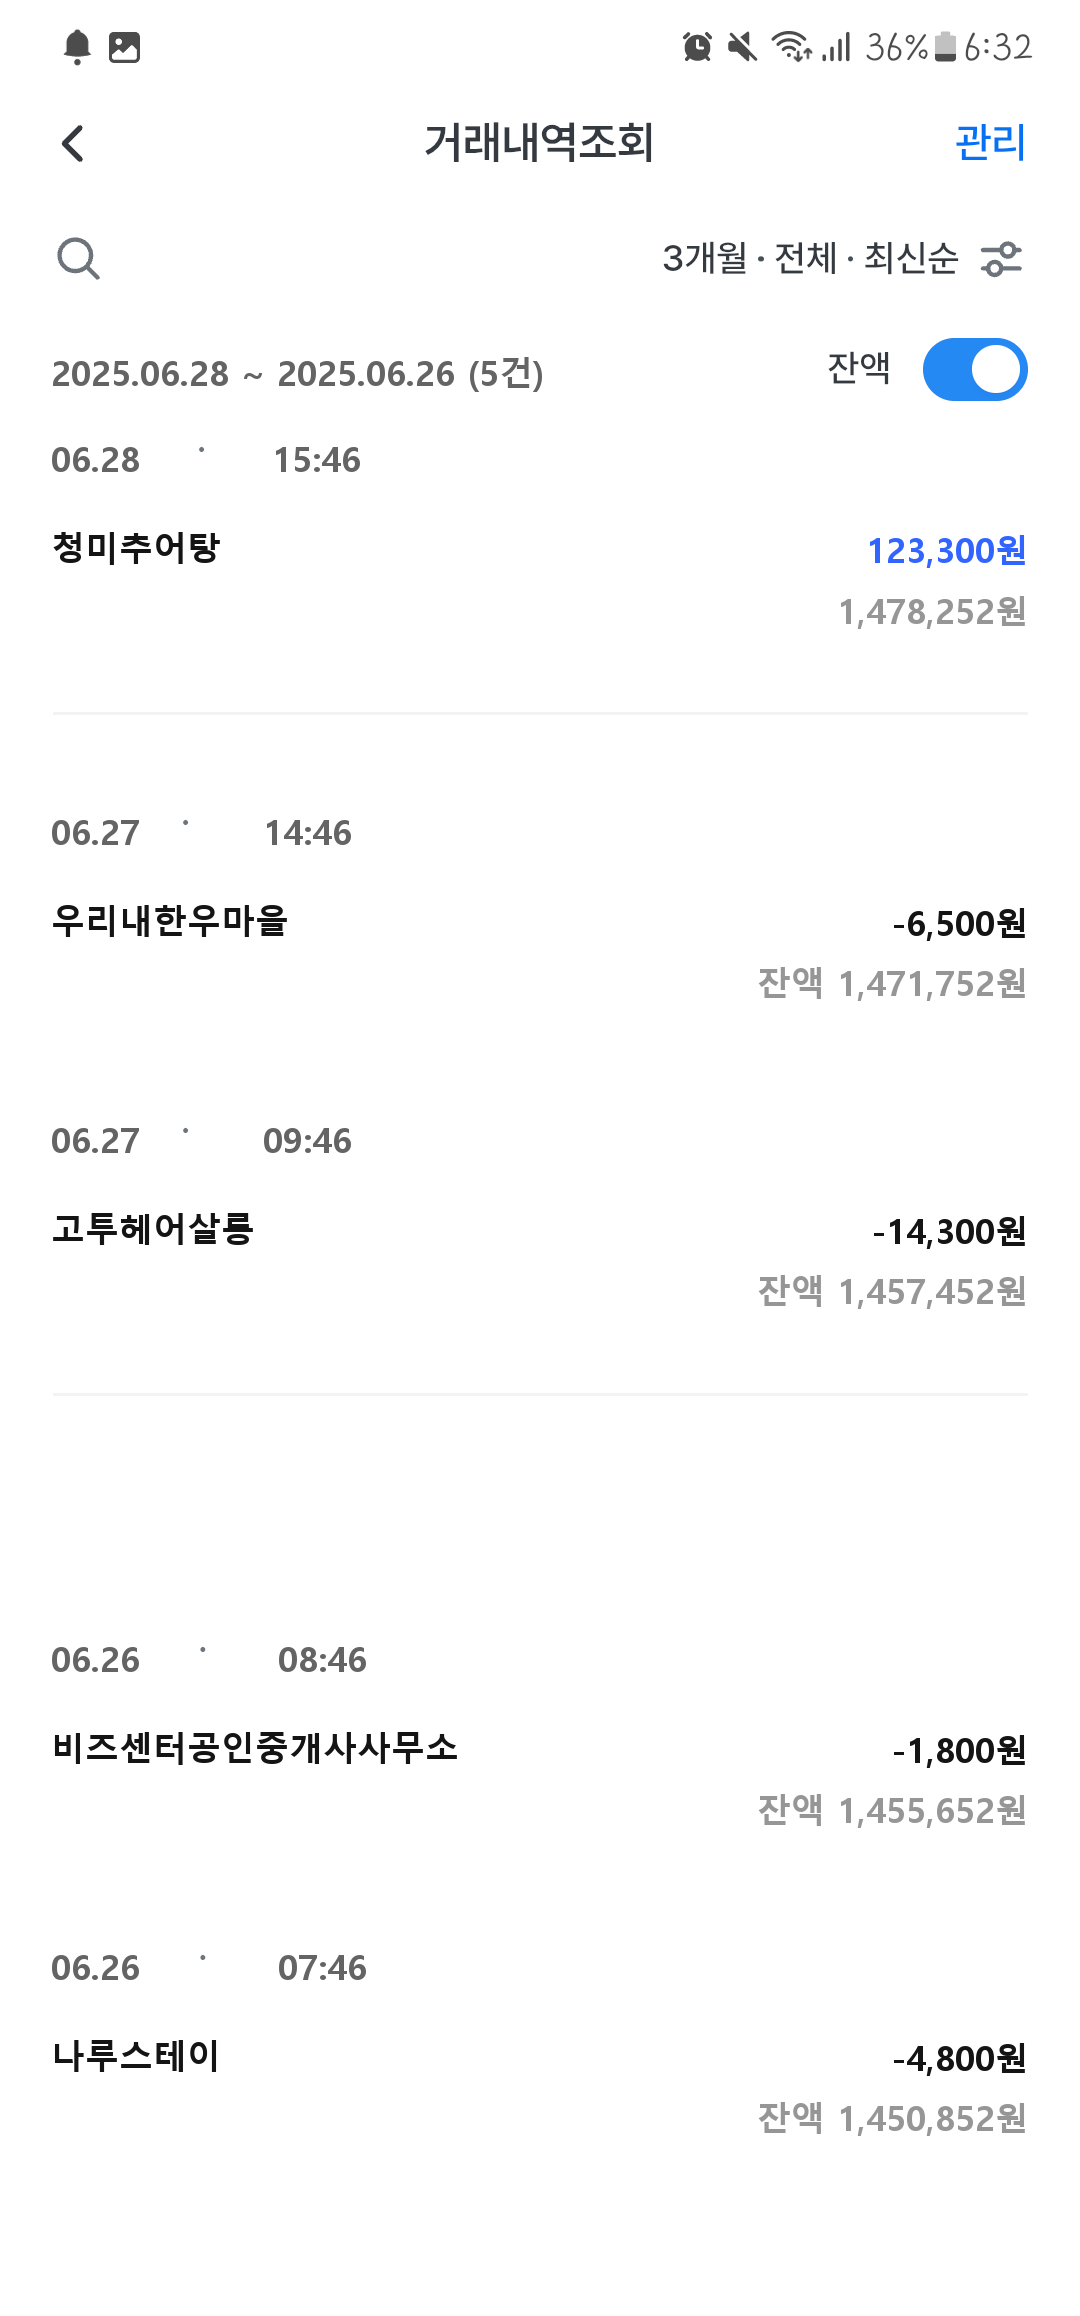 36% 6:32
거래내역조회 관리
3개월 · 전체 · 최신순
2025.06.28 ~ 2025.06.26 (5건) 잔액
06.28 · 15:46
청미추어탕 123,300원
1,478,252원
06.27 · 14:46
우리내한우마을 -6,500원
잔액 1,471,752원
06.27 · 09:46
고투헤어살롱 -14,300원
잔액 1,457,452원
06.26 · 08:46
비즈센터공인중개사사무소 -1,800원
잔액 1,455,652원
06.26 · 07:46
나루스테이 -4,800원
잔액 1,450,852원